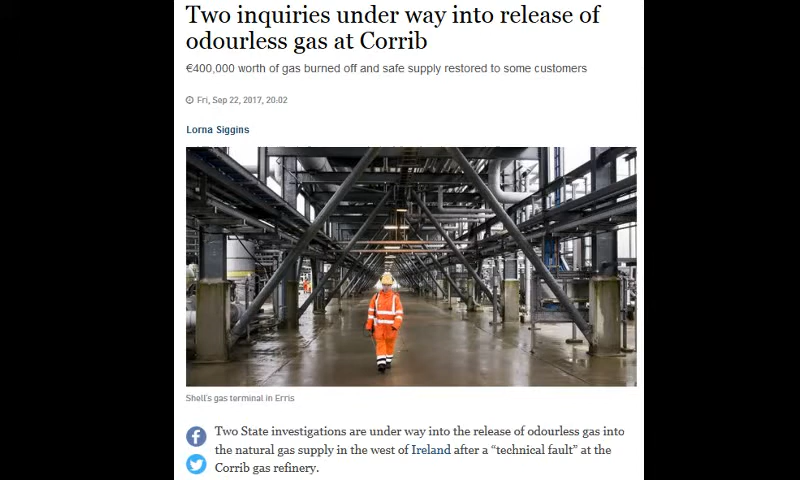 Two inquiries under way into release of
odourless gas at Corrib
€400,000 worth of gas burned off and safe supply restored to some customers
Fri, Sep 22, 2017, 20:02
Lorna Siggins
Shell's gas terminal in Erris
Two State investigations are under way into the release of odourless gas into
the natural gas supply in the west of Ireland after a “technical fault” at the
Corrib gas refinery.